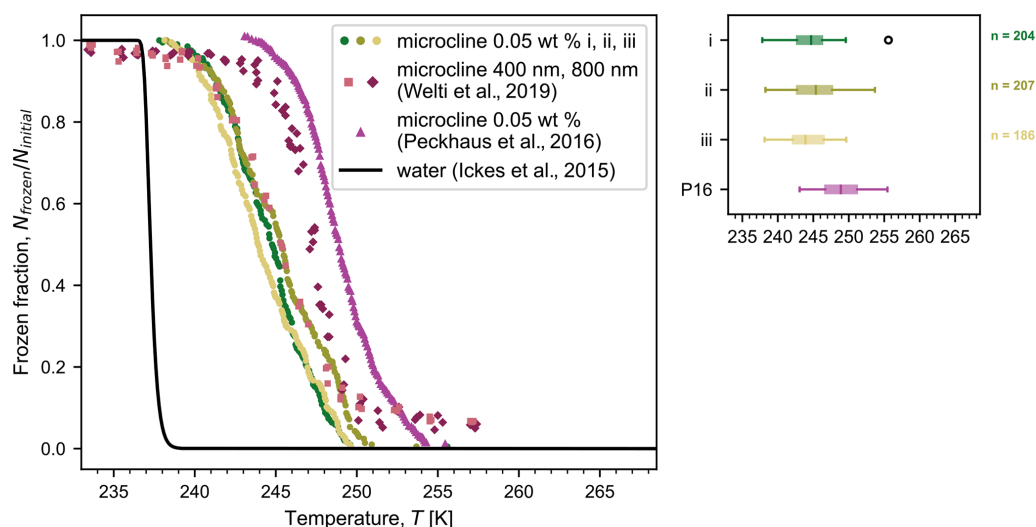 1.0
0.8
0.6
0.4
0.2
0.0
Frozen fraction, N_frozen/N_initial
235 240 245 250 255 260 265
Temperature, T [K]
microcline 0.05 wt % i, ii, iii
microcline 400 nm, 800 nm
(Welti et al., 2019)
microcline 0.05 wt %
(Peckhaus et al., 2016)
water (Ickes et al., 2015)
i
n = 204
ii
n = 207
iii
n = 186
P16
235 240 245 250 255 260 265